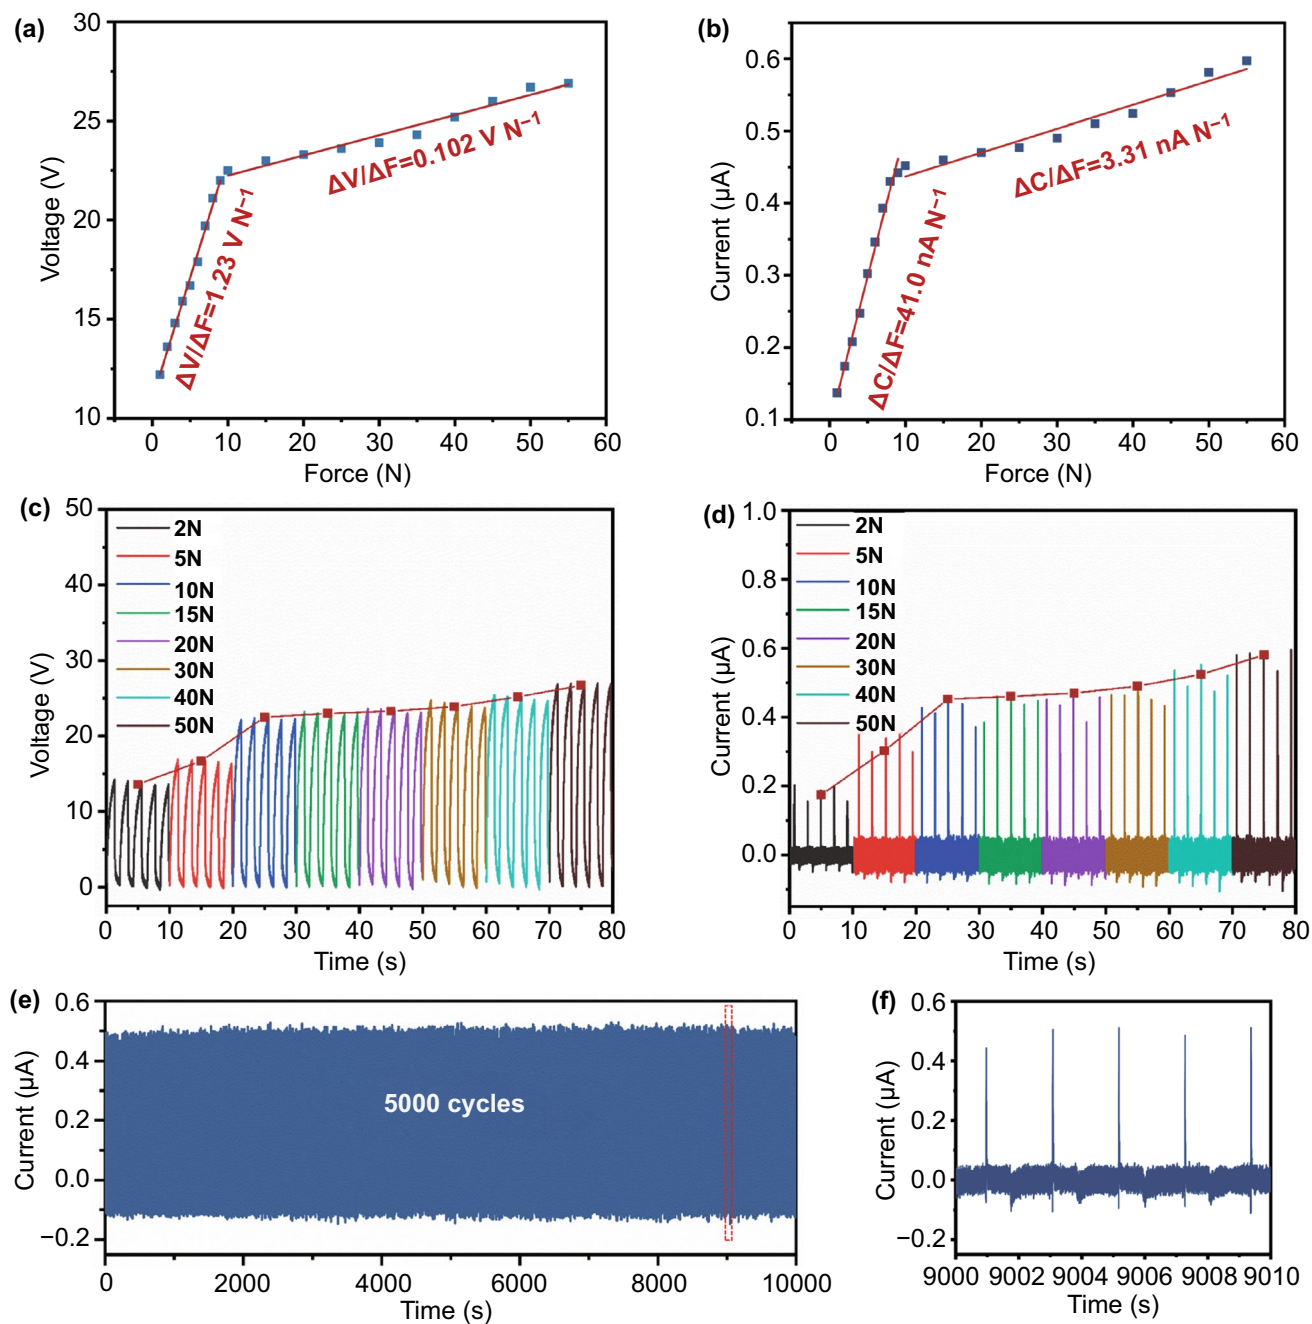 (a)
30
25
20
15
10
Voltage (V)
ΔV/ΔF=1.23 V N⁻¹
ΔV/ΔF=0.102 V N⁻¹
0 10 20 30 40 50 60
Force (N)
(b)
0.6
0.5
0.4
0.3
0.2
0.1
Current (μA)
ΔC/ΔF=41.0 nA N⁻¹
ΔC/ΔF=3.31 nA N⁻¹
0 10 20 30 40 50 60
Force (N)
(c)
50
40
30
20
10
0
Voltage (V)
2N
5N
10N
15N
20N
30N
40N
50N
0 10 20 30 40 50 60 70 80
Time (s)
(d)
1.0
0.8
0.6
0.4
0.2
0.0
Current (μA)
2N
5N
10N
15N
20N
30N
40N
50N
0 10 20 30 40 50 60 70 80
Time (s)
(e)
0.6
0.4
0.2
0.0
−0.2
Current (μA)
5000 cycles
0 2000 4000 6000 8000 10000
Time (s)
(f)
0.6
0.4
0.2
0.0
−0.2
Current (μA)
9000 9002 9004 9006 9008 9010
Time (s)